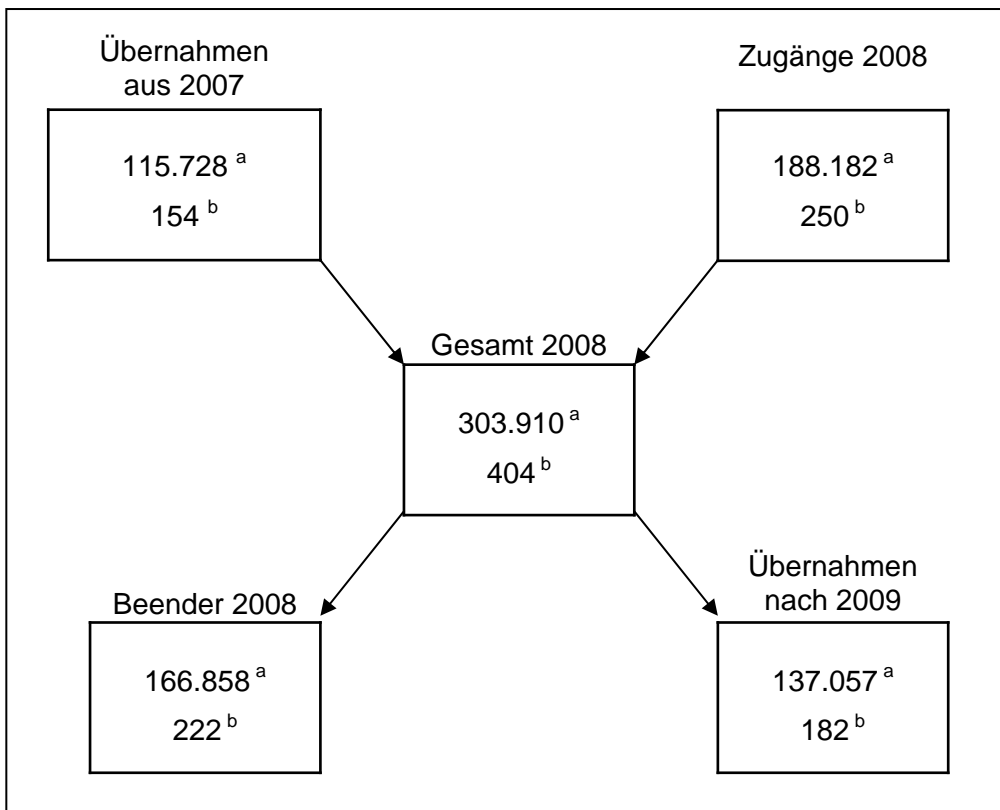 Übernahmen
aus 2007
115.728 a
154 b
Zugänge 2008
188.182 a
250 b
Gesamt 2008
303.910 a
404 b
Beender 2008
166.858 a
222 b
Übernahmen
nach 2009
137.057 a
182 b